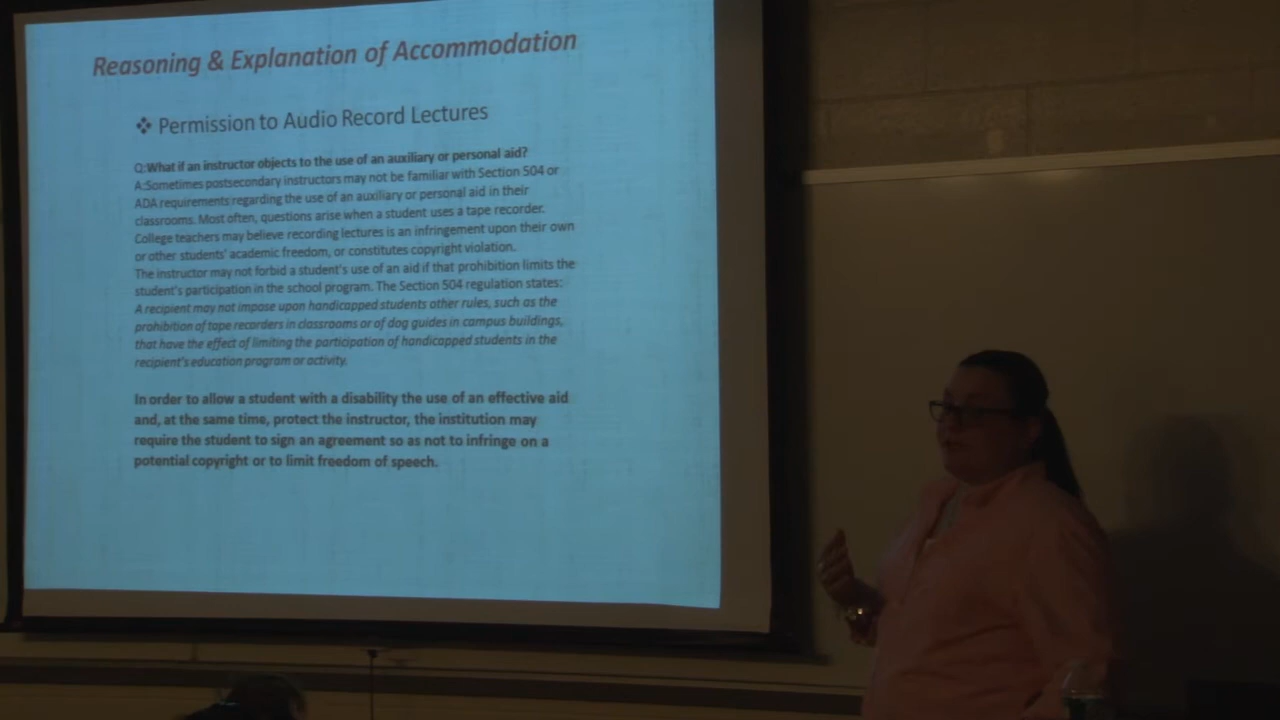 Reasoning & Explanation of Accommodation
❖ Permission to Audio Record Lectures
Q:What if an instructor objects to the use of an auxiliary or personal aid?
A:Sometimes postsecondary instructors may not be familiar with Section 504 or
ADA requirements regarding the use of an auxiliary or personal aid in their
classrooms. Most often, questions arise when a student uses a tape recorder.
College teachers may believe recording lectures is an infringement upon their own
or other students' academic freedom, or constitutes copyright violation.
The instructor may not forbid a student's use of an aid if that prohibition limits the
student's participation in the school program. The Section 504 regulation states:
A recipient may not impose upon handicapped students other rules, such as the
prohibition of tape recorders in classrooms or of dog guides in campus buildings,
that have the effect of limiting the participation of handicapped students in the
recipient's education program or activity.
In order to allow a student with a disability the use of an effective aid
and, at the same time, protect the instructor, the institution may
require the student to sign an agreement so as not to infringe on a
potential copyright or to limit freedom of speech.